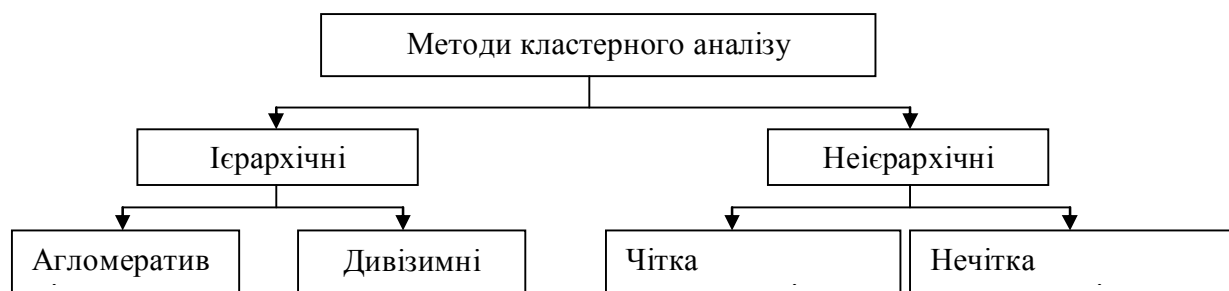 Методи кластерного аналізу
Ієрархічні
Неієрархічні
Агломератив
Дивізимні
Чітка
Нечітка